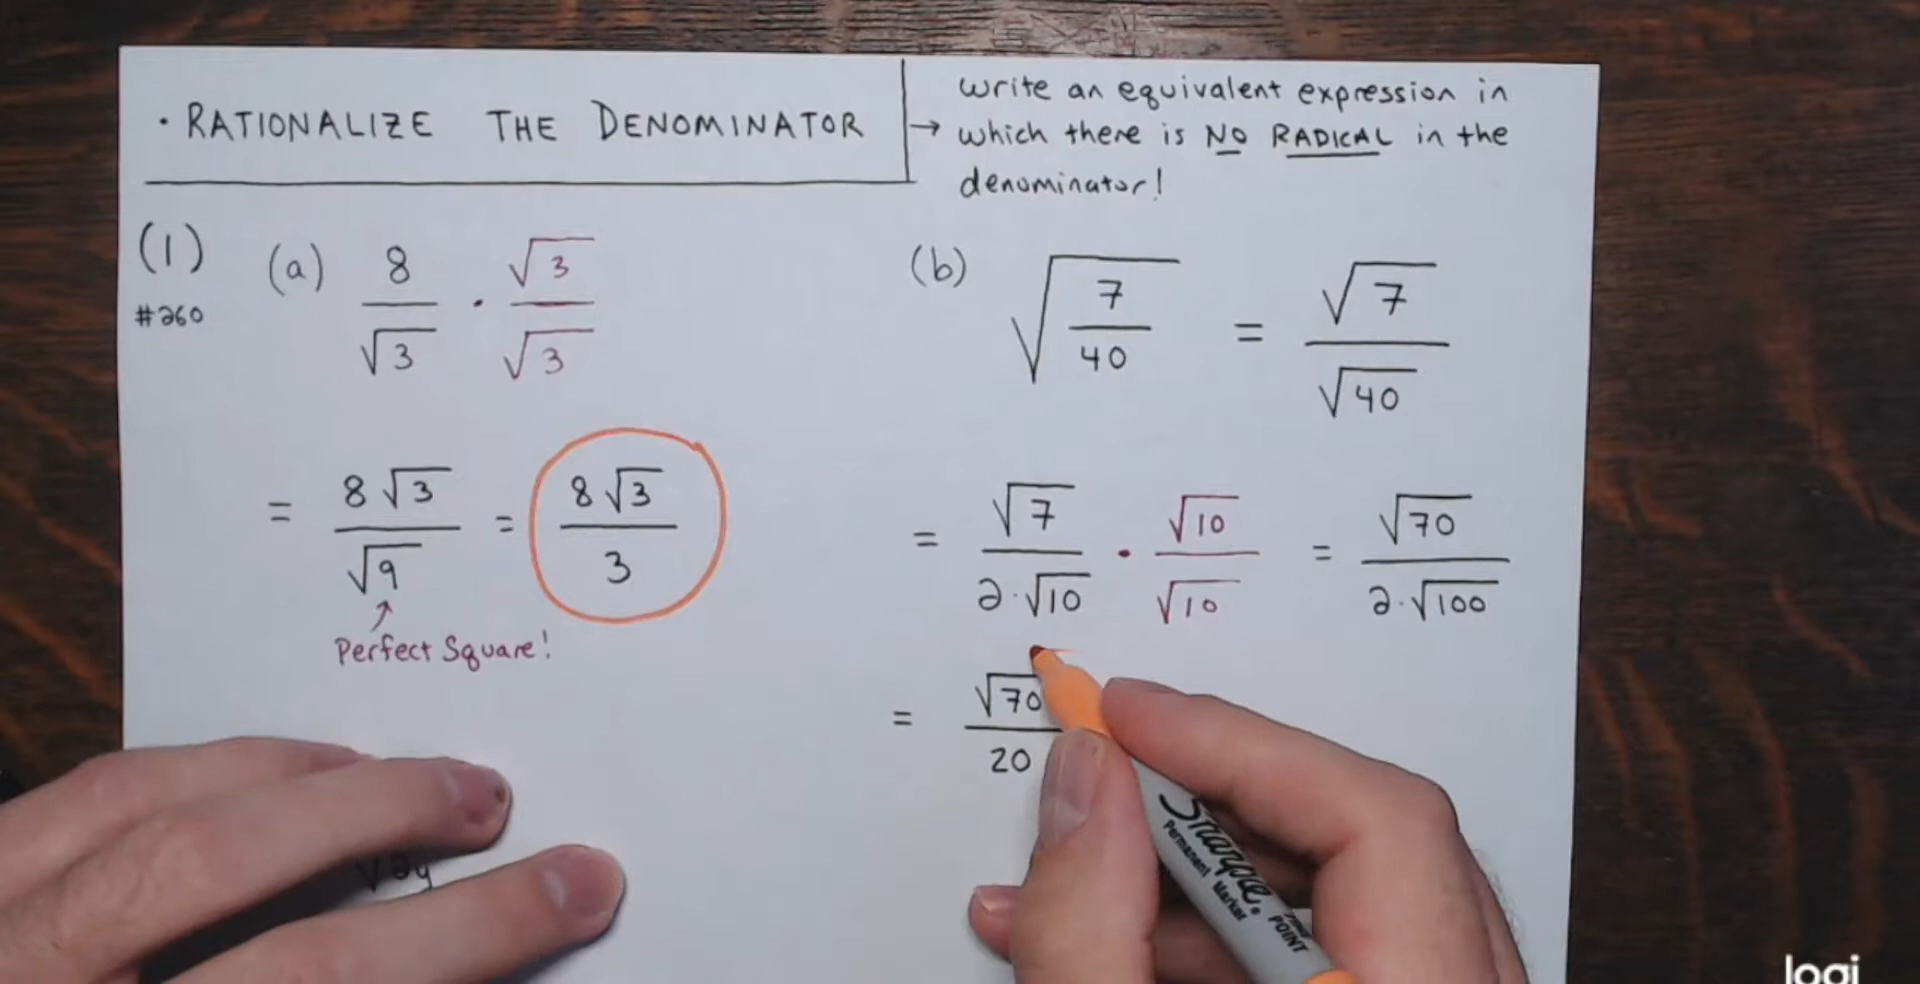 · RATIONALIZE THE DENOMINATOR
→ write an equivalent expression in
which there is NO RADICAL in the
denominator!
(1) #260
(a) 8/√3 · √3/√3
= 8√3/√9 = 8√3/3
↗
Perfect Square!
(b) √(7/40) = √7/√40
= √7/2·√10 · √10/√10 = √70/2·√100
= √70/20
Sharpie.
Permanent Marker
POINT
logi